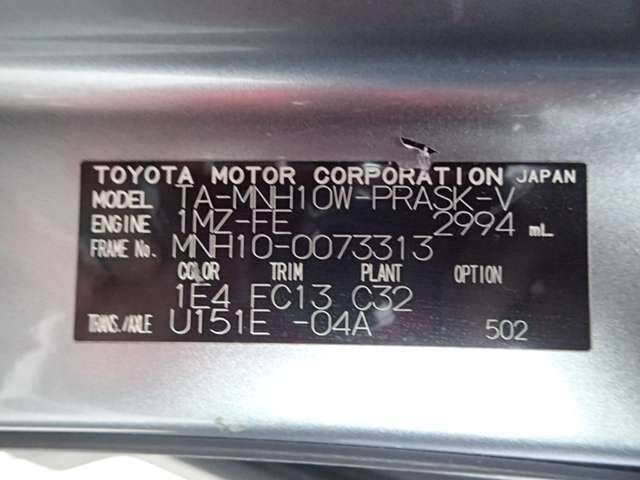 TOYOTA MOTOR CORPORATION JAPAN
MODEL TA-MNH10W-PRASK-V
ENGINE 1MZ-FE 2994 mL
FRAME No. MNH10-0073313
COLOR TRIM PLANT OPTION
1E4 FC13 C32
TRANS./AXLE U151E -04A 502